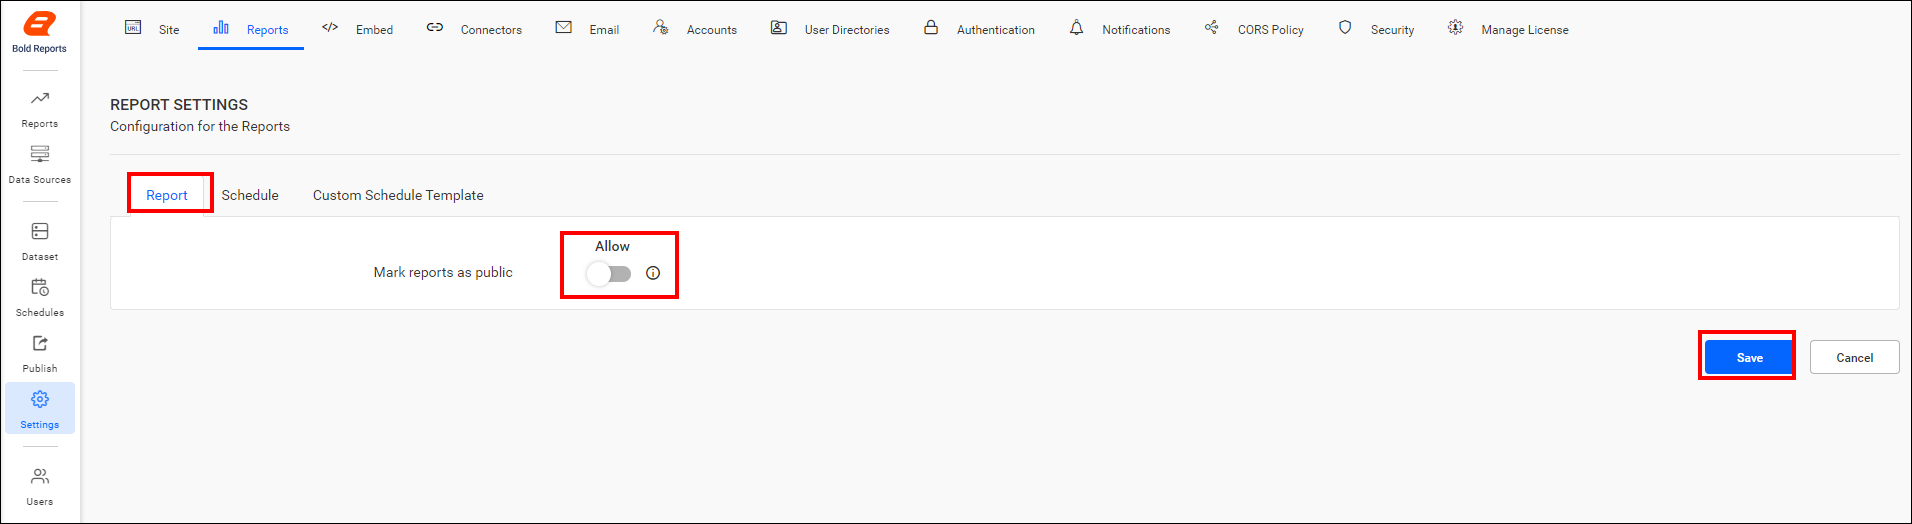 Bold Reports
Reports
Data Sources
Dataset
Schedules
Publish
Settings
Users
URL Site Reports </> Embed Connectors Email Accounts User Directories Authentication Notifications CORS Policy Security Manage License
REPORT SETTINGS
Configuration for the Reports
Report Schedule Custom Schedule Template
Allow
Mark reports as public
Save Cancel